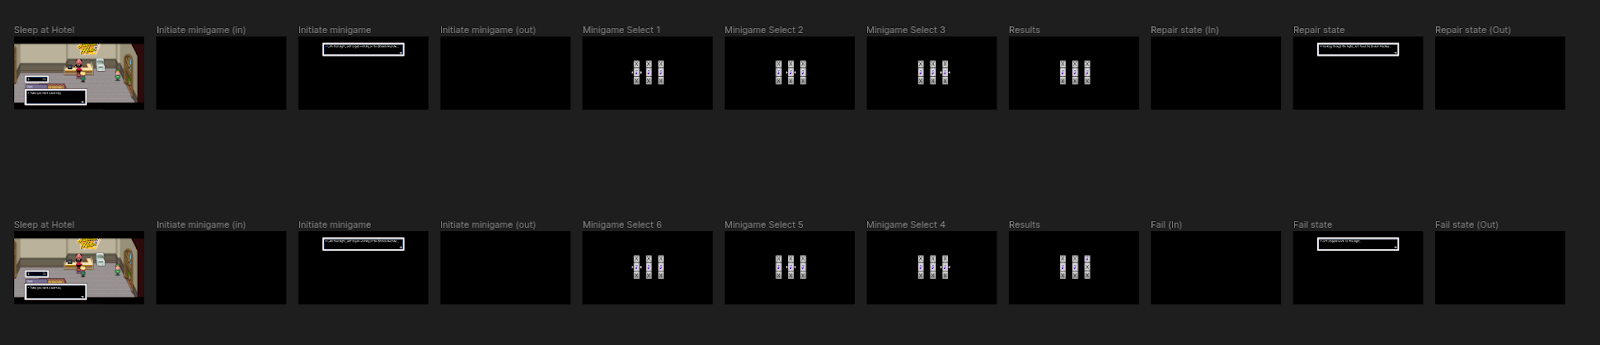 Sleep at Hotel
Initiate minigame (in)
Initiate minigame
Initiate minigame (out)
Minigame Select 1
Minigame Select 2
Minigame Select 3
Results
Repair state (In)
Repair state
Repair state (Out)
Sleep at Hotel
Initiate minigame (in)
Initiate minigame
Initiate minigame (out)
Minigame Select 6
Minigame Select 5
Minigame Select 4
Results
Fail (In)
Fail state
Fail state (Out)